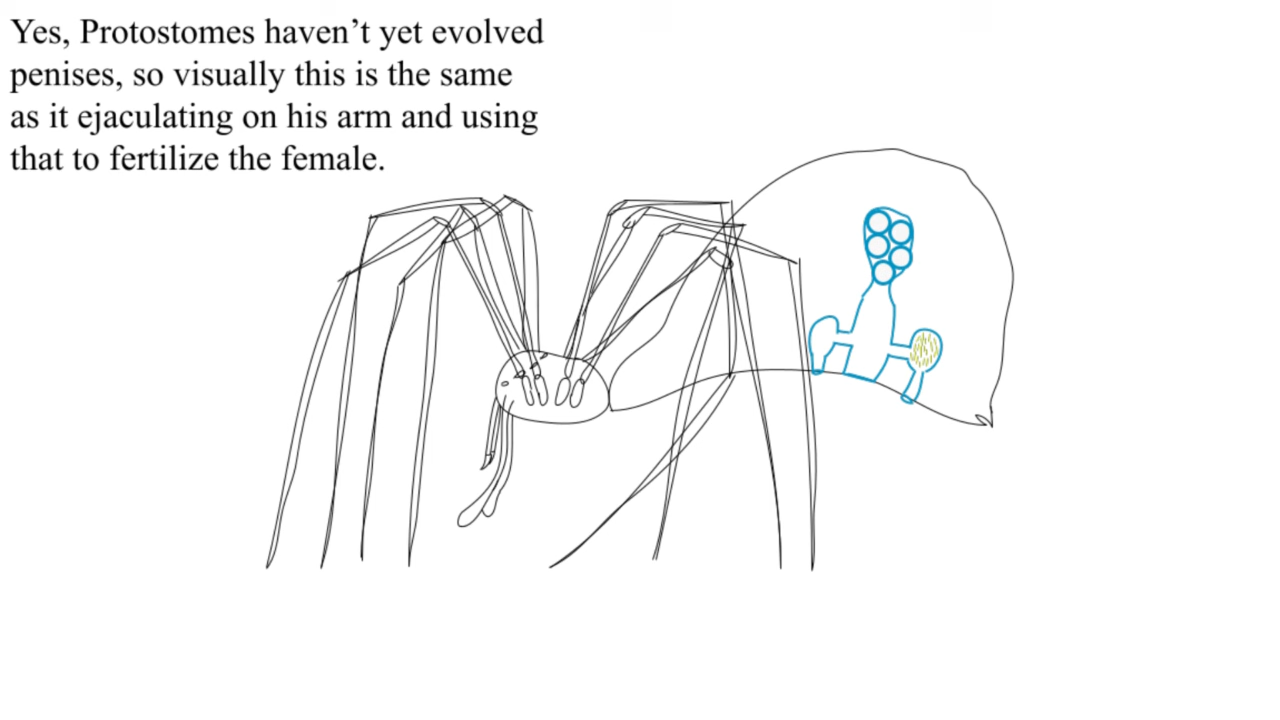 Yes, Protostomes haven’t yet evolved
penises, so visually this is the same
as it ejaculating on his arm and using
that to fertilize the female.